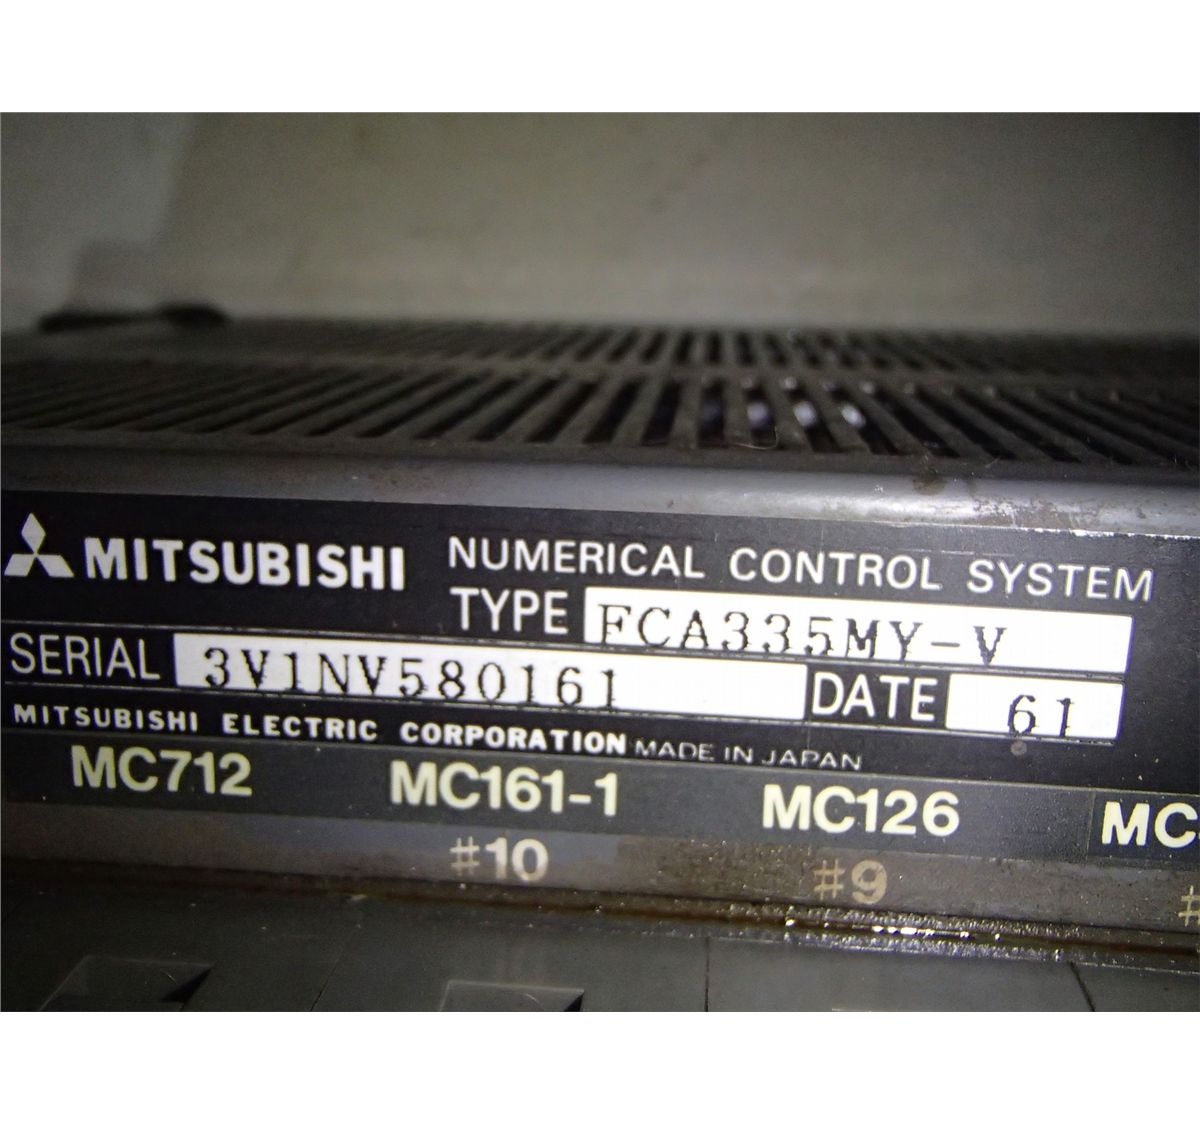 MITSUBISHI NUMERICAL CONTROL SYSTEM
TYPE FCA335MY-V
SERIAL 3V1NV580161 DATE 61
MITSUBISHI ELECTRIC CORPORATION MADE IN JAPAN
MC712 MC161-1 MC126 MC
#10 #9 #